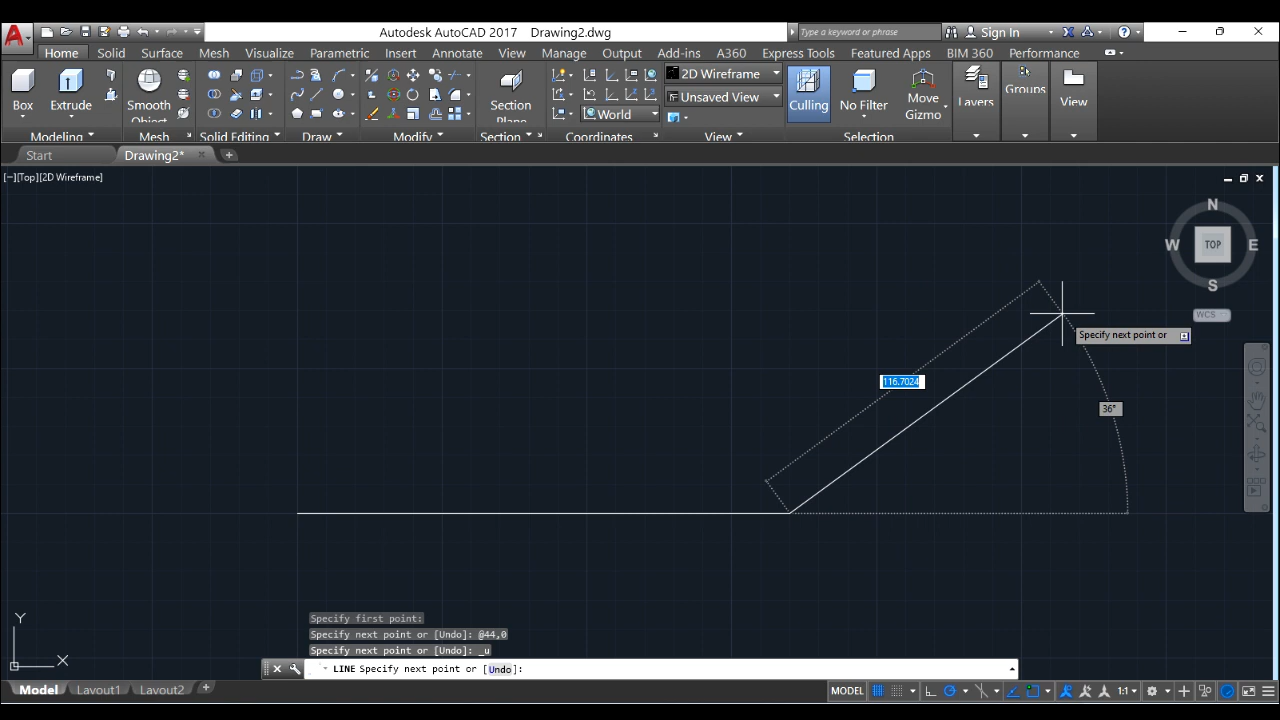 Autodesk AutoCAD 2017 Drawing2.dwg
Type a keyword or phrase
Sign In
Home Solid Surface Mesh Visualize Parametric Insert Annotate View Manage Output Add-ins A360 Express Tools Featured Apps BIM 360 Performance
Box
Extrude
Smooth
Object
Section
Plane
2D Wireframe
Unsaved View
World
Culling
No Filter
Move
Gizmo
Layers
Groups
View
Modeling Mesh Solid Editing Draw Modify Section Coordinates View Selection
Start Drawing2*
[−][Top][2D Wireframe]
N
W TOP E
S
WCS
Specify next point or
116.7024
36°
Y
X
Specify first point:
Specify next point or [Undo]: @44,0
Specify next point or [Undo]: _u
LINE Specify next point or [Undo]:
Model Layout1 Layout2 +
MODEL 1:1